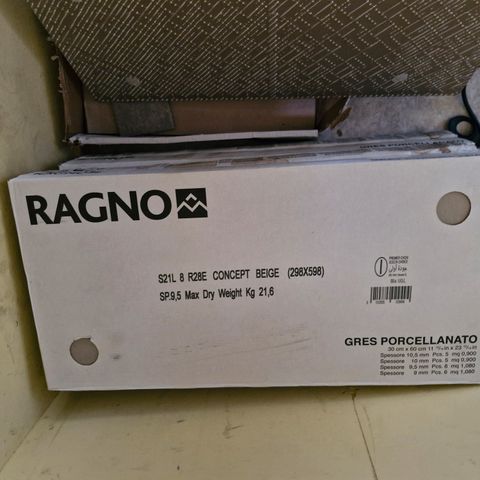 GRES PORCELLANATO
RAGNO
S21L 8 R28E CONCEPT BEIGE (298X598)
SP.9,5 Max Dry Weight Kg 21,6
GRES PORCELLANATO
30 cm x 60 cm
Spessore 10,5 mm Pcs. 5 mq 0,900
Spessore 10 mm Pcs. 5 mq 0,900
Spessore 9,5 mm Pcs. 6 mq 1,080
Spessore 9 mm Pcs. 6 mq 1,080